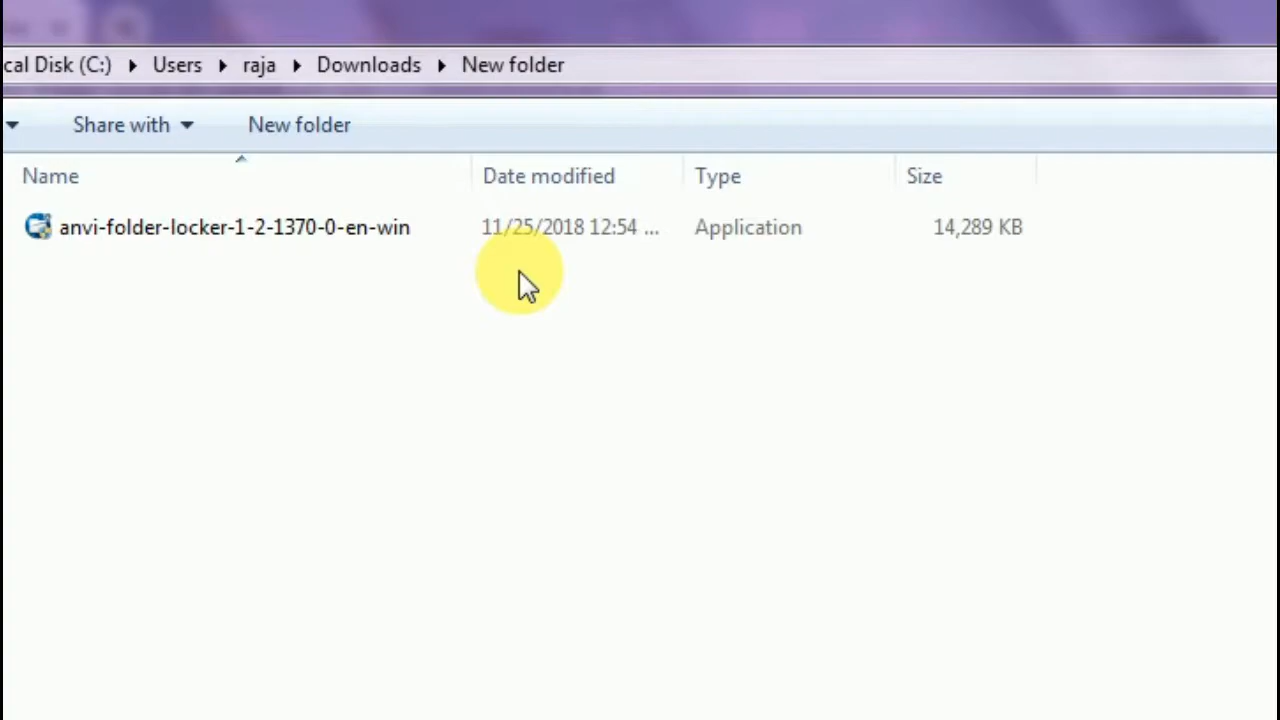 cal Disk (C:) Users raja Downloads New folder
Share with New folder
Name Date modified Type Size
anvi-folder-locker-1-2-1370-0-en-win 11/25/2018 12:54 ... Application 14,289 KB